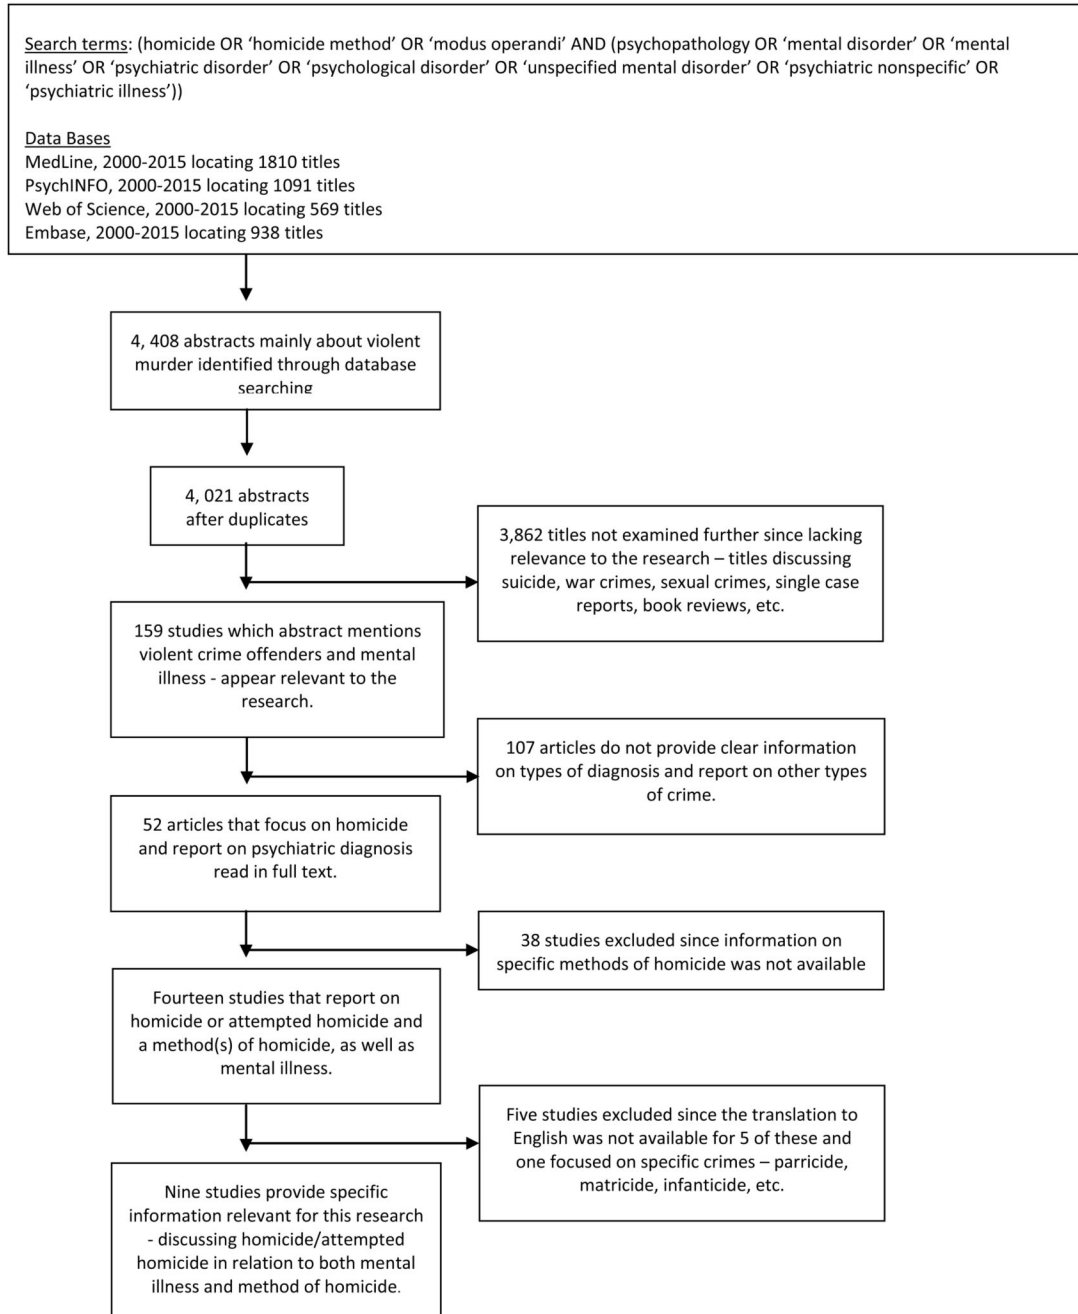 Search terms: (homicide OR ‘homicide method’ OR ‘modus operandi’ AND (psychopathology OR ‘mental disorder’ OR ‘mental
illness’ OR ‘psychiatric disorder’ OR ‘psychological disorder’ OR ‘unspecified mental disorder’ OR ‘psychiatric nonspecific’ OR
‘psychiatric illness’))
Data Bases
MedLine, 2000-2015 locating 1810 titles
PsychINFO, 2000-2015 locating 1091 titles
Web of Science, 2000-2015 locating 569 titles
Embase, 2000-2015 locating 938 titles
4, 408 abstracts mainly about violent
murder identified through database
searching
4, 021 abstracts
after duplicates
3,862 titles not examined further since lacking
relevance to the research – titles discussing
suicide, war crimes, sexual crimes, single case
reports, book reviews, etc.
159 studies which abstract mentions
violent crime offenders and mental
illness - appear relevant to the
research.
107 articles do not provide clear information
on types of diagnosis and report on other types
of crime.
52 articles that focus on homicide
and report on psychiatric diagnosis
read in full text.
38 studies excluded since information on
specific methods of homicide was not available
Fourteen studies that report on
homicide or attempted homicide and
a method(s) of homicide, as well as
mental illness.
Five studies excluded since the translation to
English was not available for 5 of these and
one focused on specific crimes – parricide,
matricide, infanticide, etc.
Nine studies provide specific
information relevant for this research
- discussing homicide/attempted
homicide in relation to both mental
illness and method of homicide.